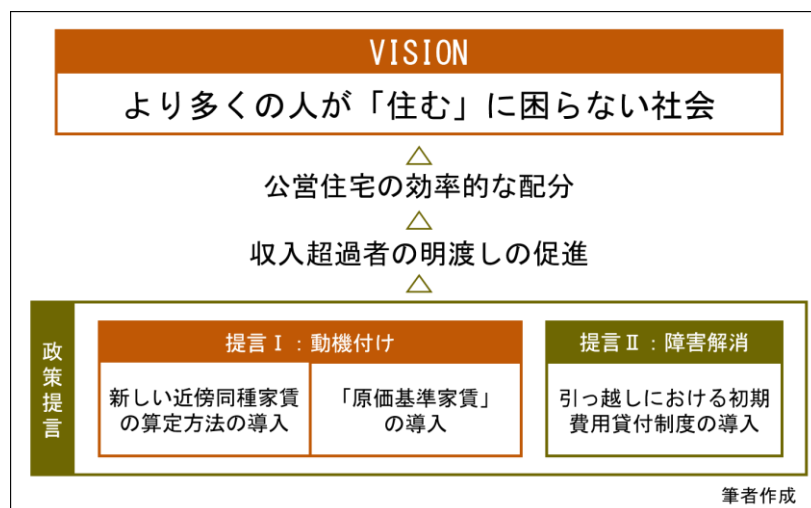 VISION
より多くの人が「住む」に困らない社会
公営住宅の効率的な配分
収入超過者の明渡しの促進
政策提言
提言Ⅰ：動機付け
新しい近傍同種家賃
の算定方法の導入
「原価基準家賃」
の導入
提言Ⅱ：障害解消
引っ越しにおける初期
費用貸付制度の導入
筆者作成